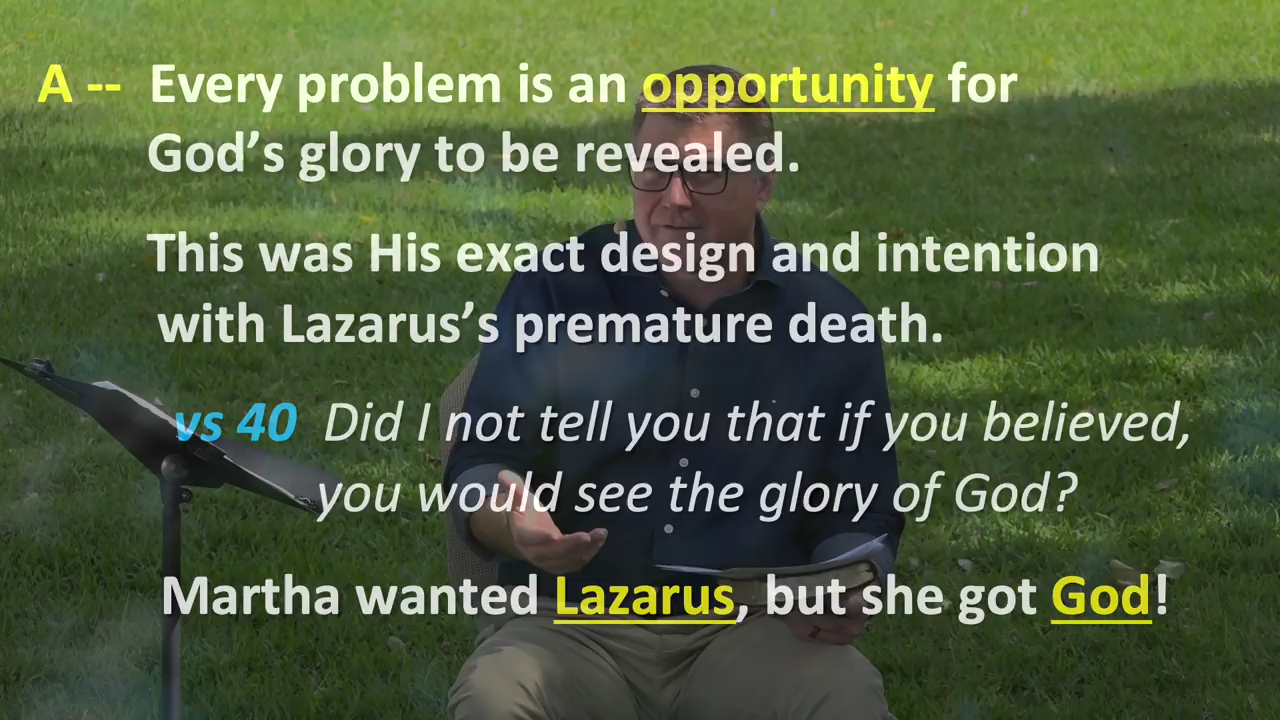 A -- Every problem is an opportunity for
God’s glory to be revealed.
This was His exact design and intention
with Lazarus’s premature death.
vs 40 Did I not tell you that if you believed,
you would see the glory of God?
Martha wanted Lazarus, but she got God!